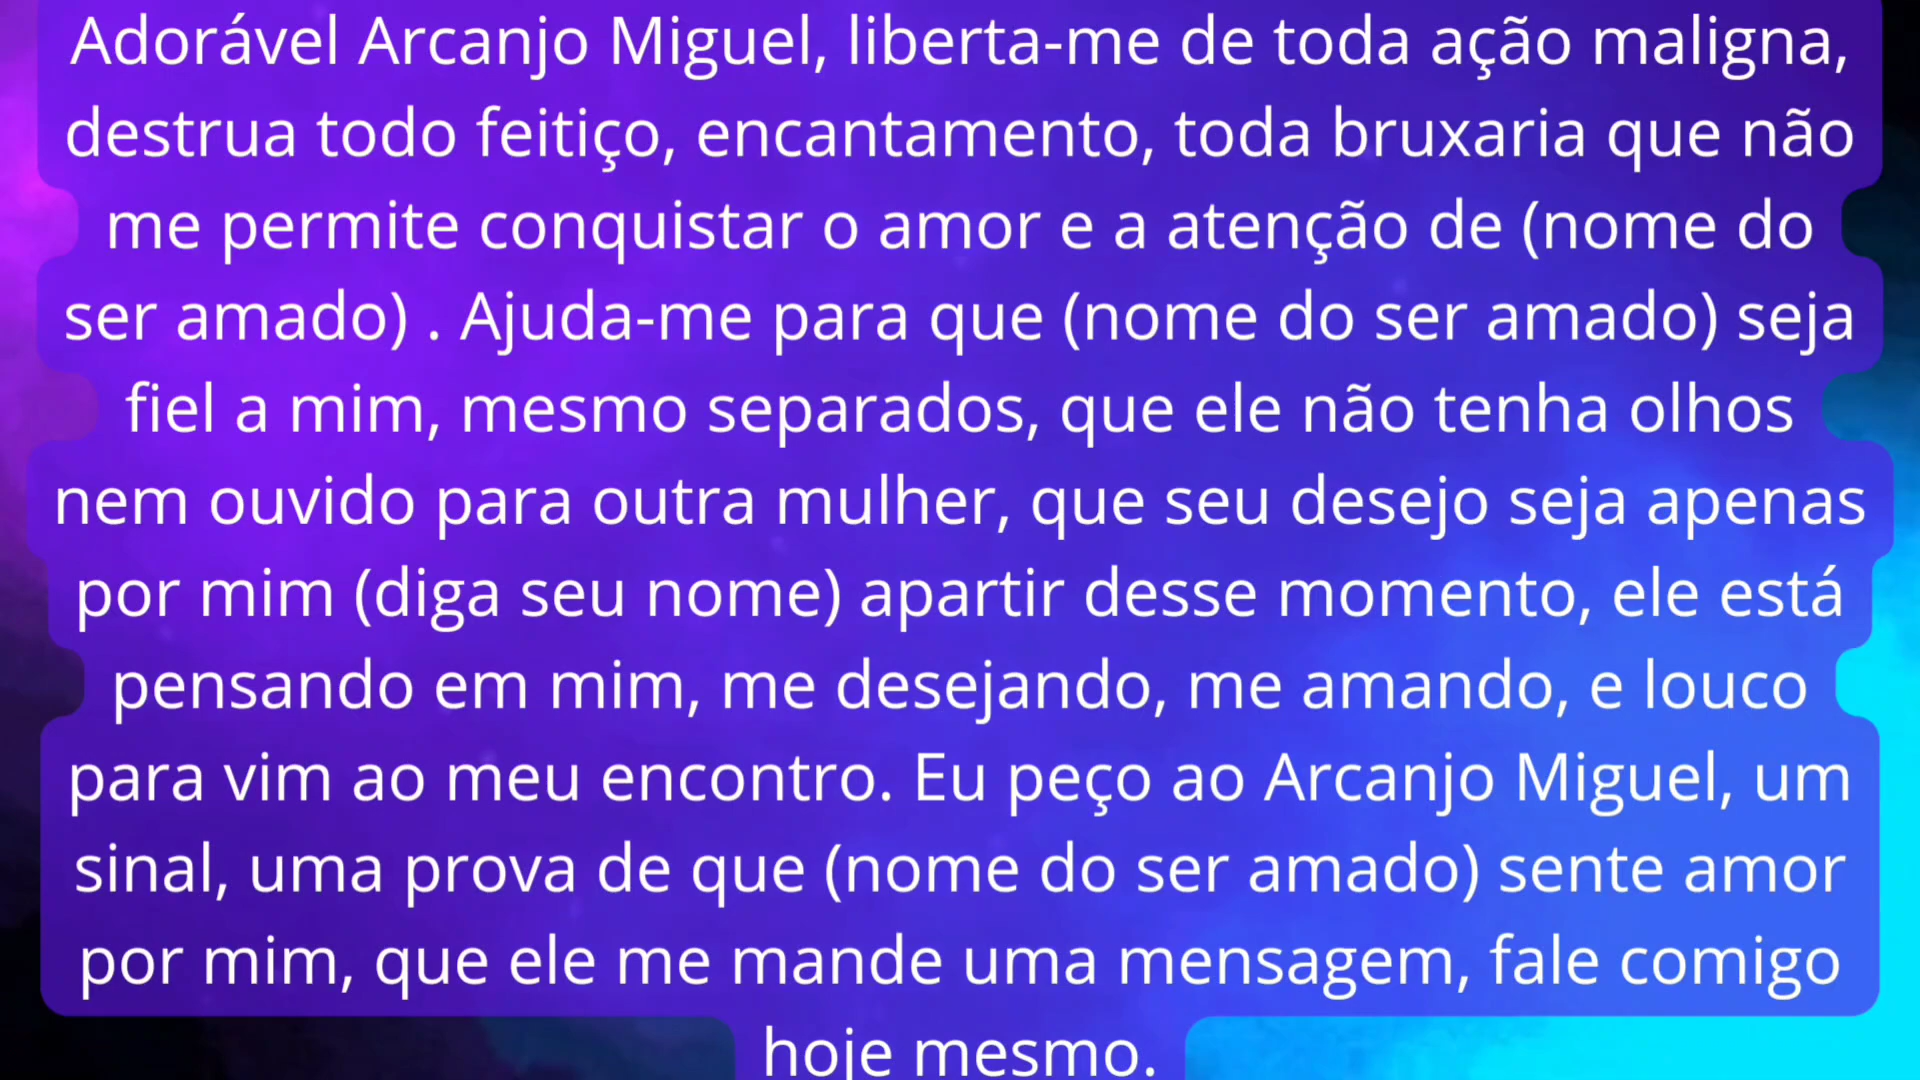 Adorável Arcanjo Miguel, liberta-me de toda ação maligna,
destrua todo feitiço, encantamento, toda bruxaria que não
me permite conquistar o amor e a atenção de (nome do
ser amado) . Ajuda-me para que (nome do ser amado) seja
fiel a mim, mesmo separados, que ele não tenha olhos
nem ouvido para outra mulher, que seu desejo seja apenas
por mim (diga seu nome) apartir desse momento, ele está
pensando em mim, me desejando, me amando, e louco
para vim ao meu encontro. Eu peço ao Arcanjo Miguel, um
sinal, uma prova de que (nome do ser amado) sente amor
por mim, que ele me mande uma mensagem, fale comigo
hoje mesmo.